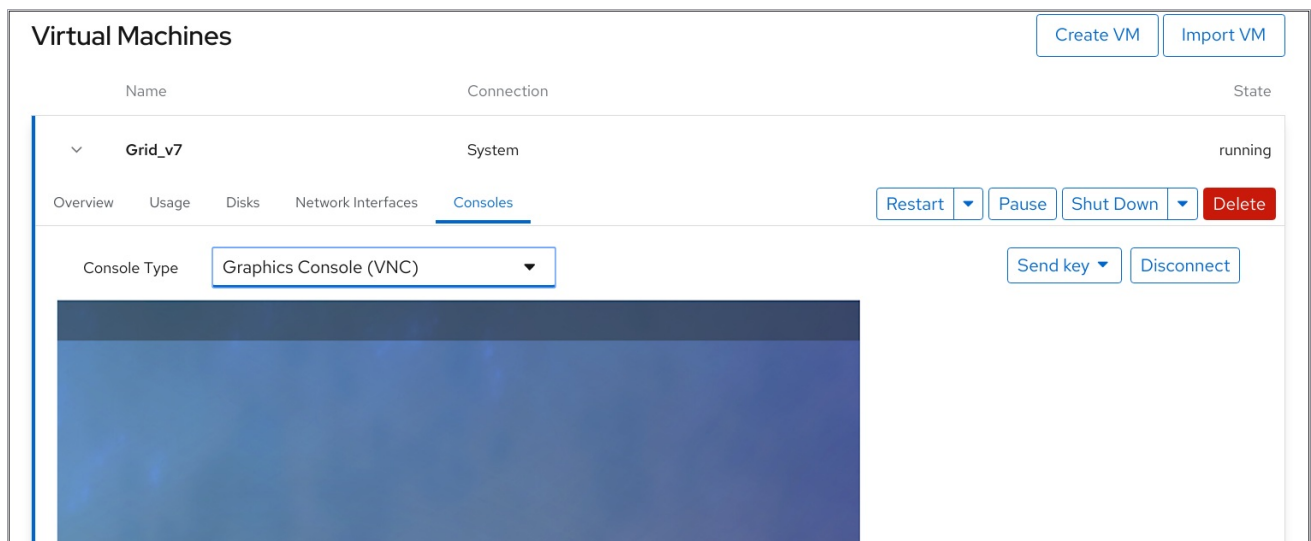 Virtual Machines Create VM Import VM
Name Connection State
Grid_v7 System running
Overview Usage Disks Network Interfaces Consoles Restart Pause Shut Down Delete
Console Type Graphics Console (VNC) Send key Disconnect